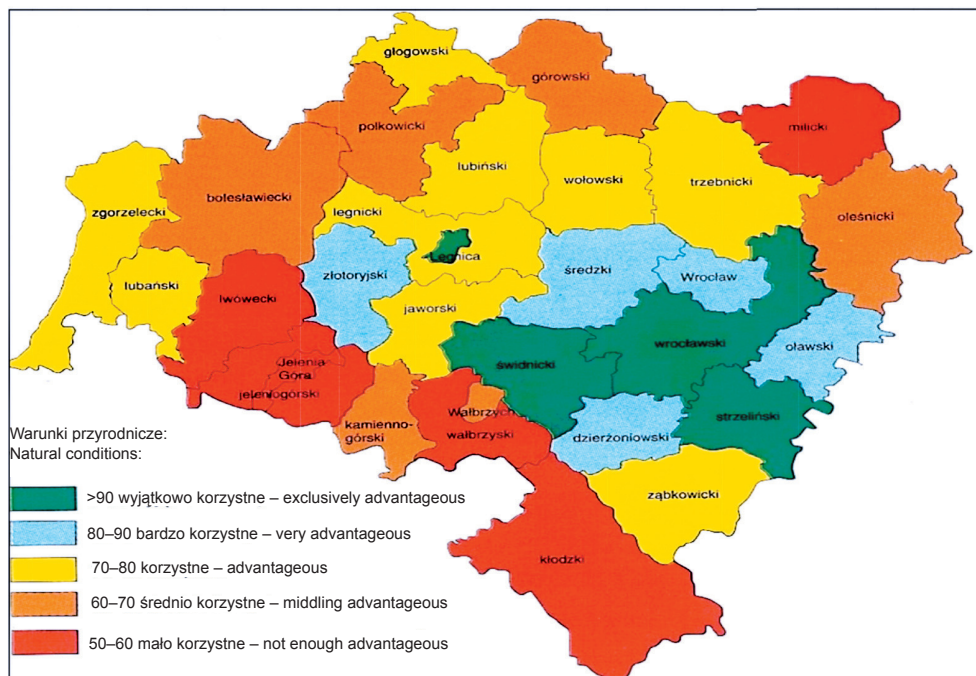 głogowski
górowski
milicki
polkowicki
lubiński
wołowski
trzebnicki
oleśnicki
bolesławiecki
zgorzelecki
legnicki
Legnica
złotoryjski
średzki
Wrocław
lubański
lwówecki
jaworski
wrocławski
oławski
świdnicki
Jelenia
Góra
jeleniogórski
strzeliński
kamienno-
górski
Wałbrzych
wałbrzyski
dzierżoniowski
ząbkowicki
kłodzki
Warunki przyrodnicze:
Natural conditions:
>90 wyjątkowo korzystne – exclusively advantageous
80–90 bardzo korzystne – very advantageous
70–80 korzystne – advantageous
60–70 średnio korzystne – middling advantageous
50–60 mało korzystne – not enough advantageous